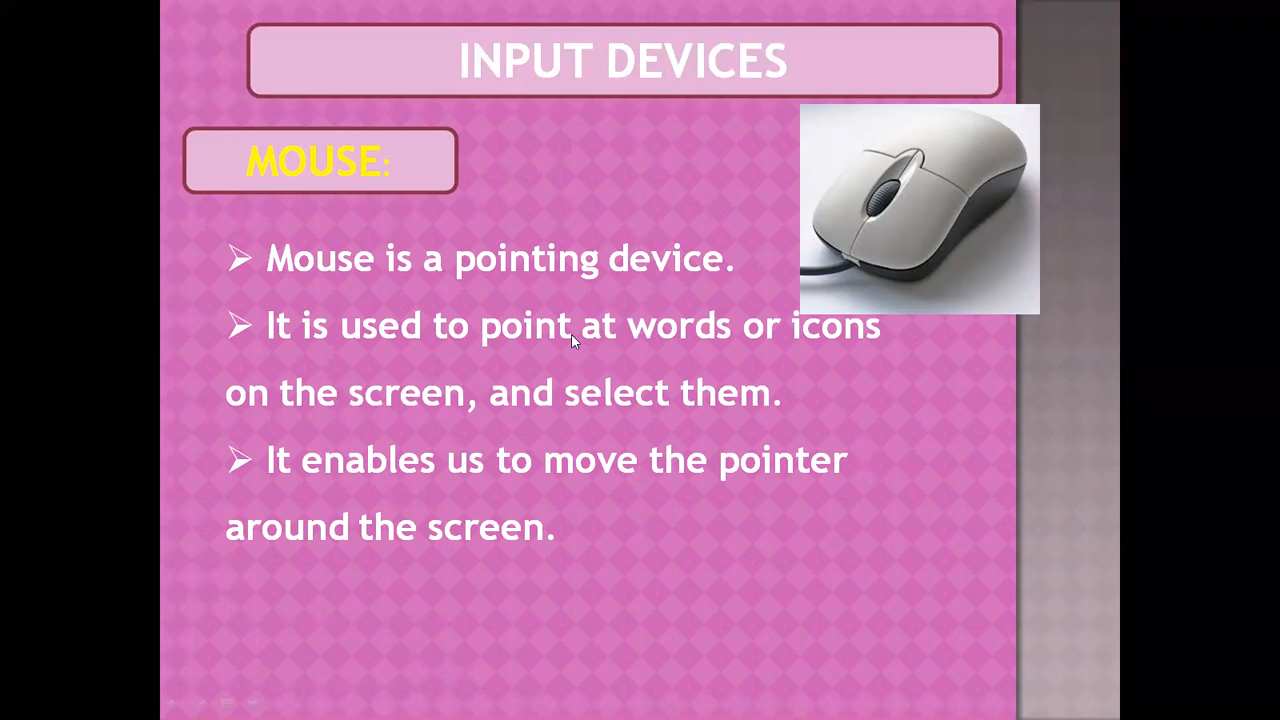 INPUT DEVICES
MOUSE:
➢ Mouse is a pointing device.
➢ It is used to point at words or icons
on the screen, and select them.
➢ It enables us to move the pointer
around the screen.